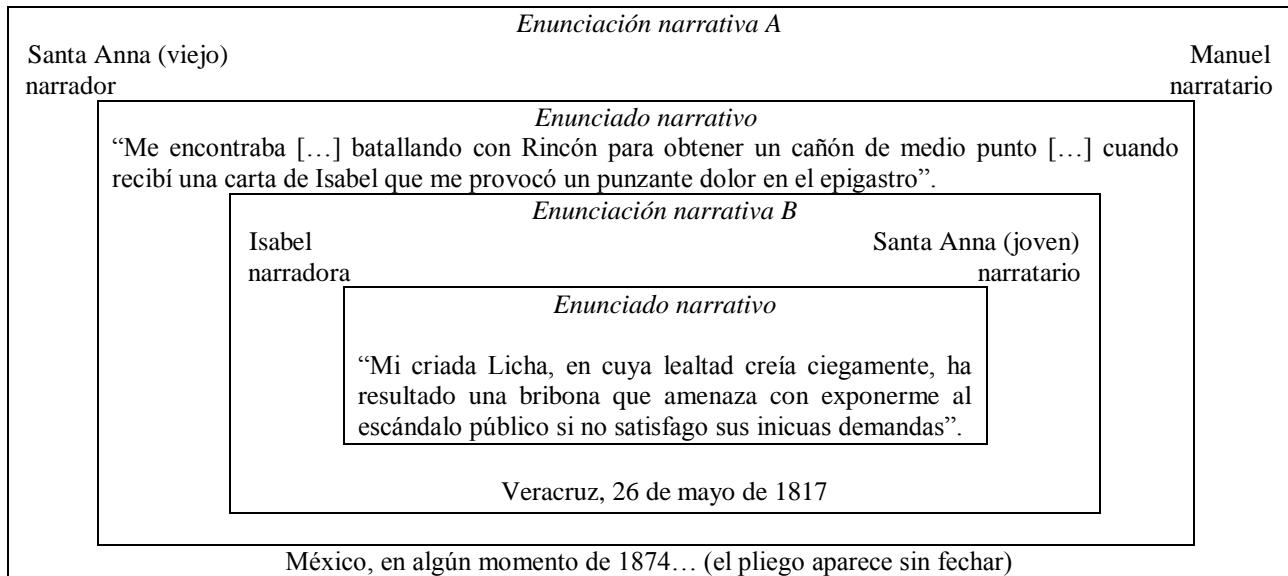 Enunciación narrativa A
Santa Anna (viejo) Manuel
narrador narratario
Enunciado narrativo
“Me encontraba […] batallando con Rincón para obtener un cañón de medio punto […] cuando
recibí una carta de Isabel que me provocó un punzante dolor en el epigastro”.
Enunciación narrativa B
Isabel Santa Anna (joven)
narradora narratario
Enunciado narrativo
“Mi criada Licha, en cuya lealtad creía ciegamente, ha
resultado una bribona que amenaza con exponerme al
escándalo público si no satisfago sus inicuas demandas”.
Veracruz, 26 de mayo de 1817
México, en algún momento de 1874… (el pliego aparece sin fechar)